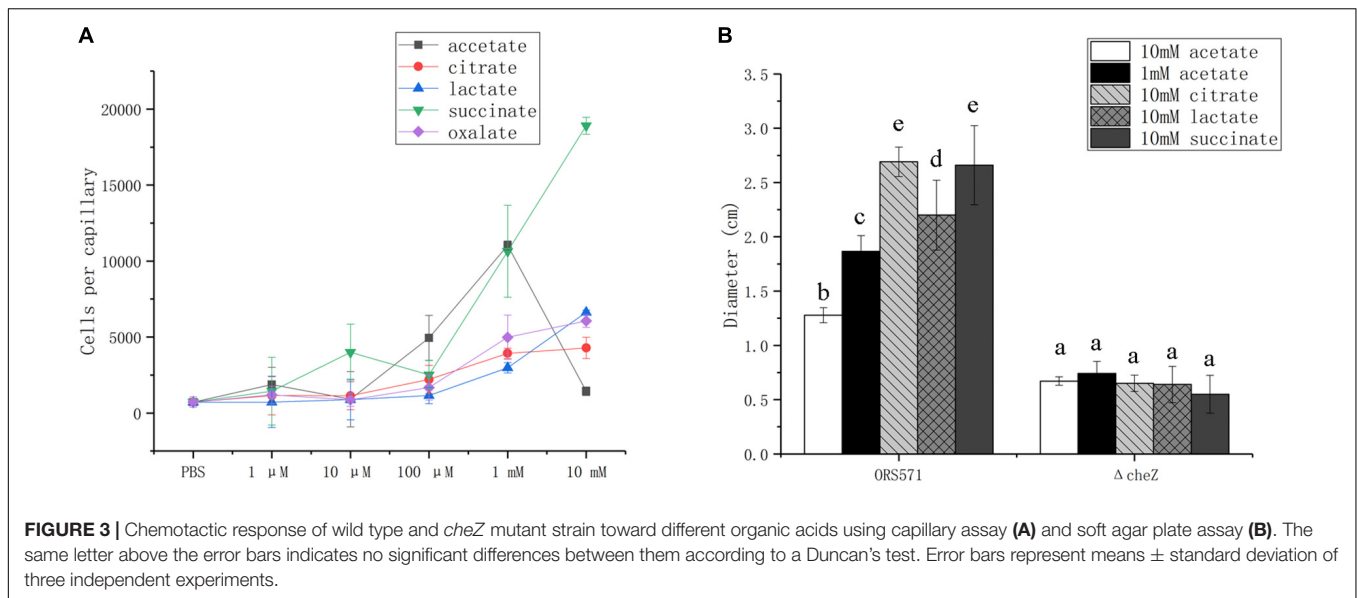 A
accetate
citrate
lactate
succinate
oxalate
Cells per capillary
20000
15000
10000
5000
0
PBS
1 μM
10 μM
100 μM
1 mM
10 mM
B
10mM acetate
1mM acetate
10mM citrate
10mM lactate
10mM succinate
Diameter (cm)
3.5
3.0
2.5
2.0
1.5
1.0
0.5
0.0
b
c
e
d
e
a
a
a
a
a
ORS571
Δ cheZ
FIGURE 3 | Chemotactic response of wild type and cheZ mutant strain toward different organic acids using capillary assay (A) and soft agar plate assay (B). The
same letter above the error bars indicates no significant differences between them according to a Duncan's test. Error bars represent means ± standard deviation of
three independent experiments.